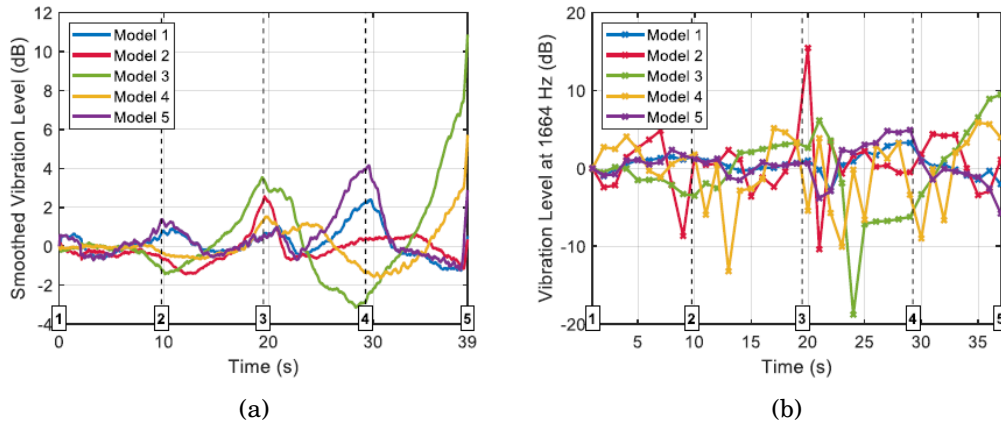 12
10
8
6
4
2
0
-2
-4
Smoothed Vibration Level (dB)
Model 1
Model 2
Model 3
Model 4
Model 5
1
2
3
4
5
0
10
20
30
39
Time (s)
(a)
20
10
0
-10
-20
Vibration Level at 1664 Hz (dB)
Model 1
Model 2
Model 3
Model 4
Model 5
1
2
3
4
5
5
10
15
20
25
30
35
Time (s)
(b)